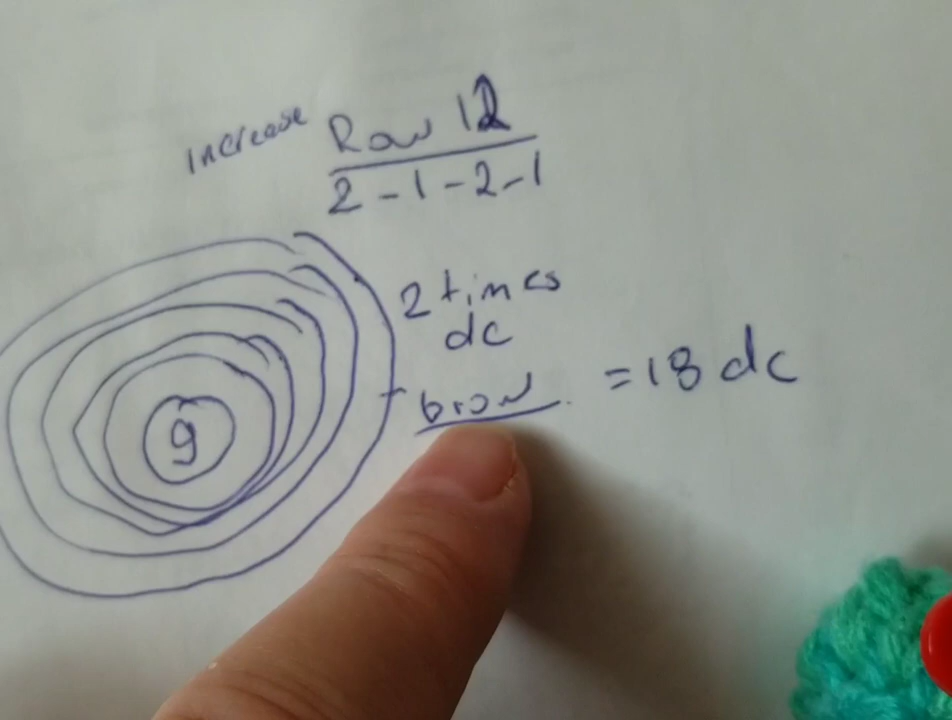 increase Row 12
2-1-2-1
2 times
dc
6 row = 18 dc
9